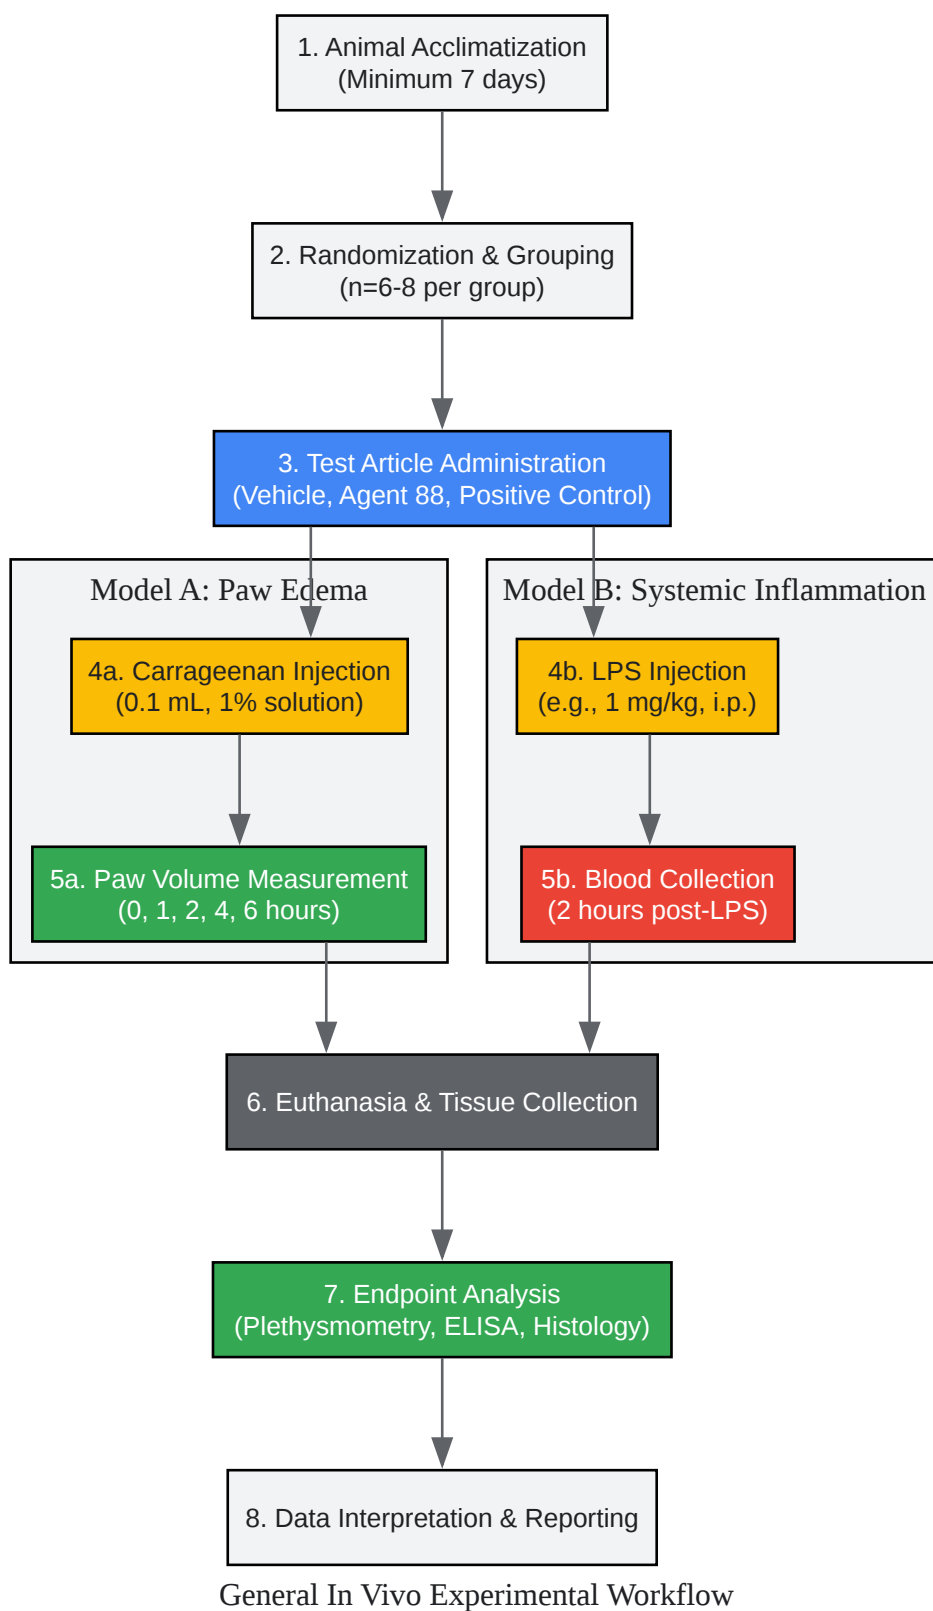 1. Animal Acclimatization
(Minimum 7 days)
2. Randomization & Grouping
(n=6-8 per group)
3. Test Article Administration
(Vehicle, Agent 88, Positive Control)
Model A: Paw Edema
4a. Carrageenan Injection
(0.1 mL, 1% solution)
5a. Paw Volume Measurement
(0, 1, 2, 4, 6 hours)
Model B: Systemic Inflammation
4b. LPS Injection
(e.g., 1 mg/kg, i.p.)
5b. Blood Collection
(2 hours post-LPS)
6. Euthanasia & Tissue Collection
7. Endpoint Analysis
(Plethysmometry, ELISA, Histology)
8. Data Interpretation & Reporting
General In Vivo Experimental Workflow